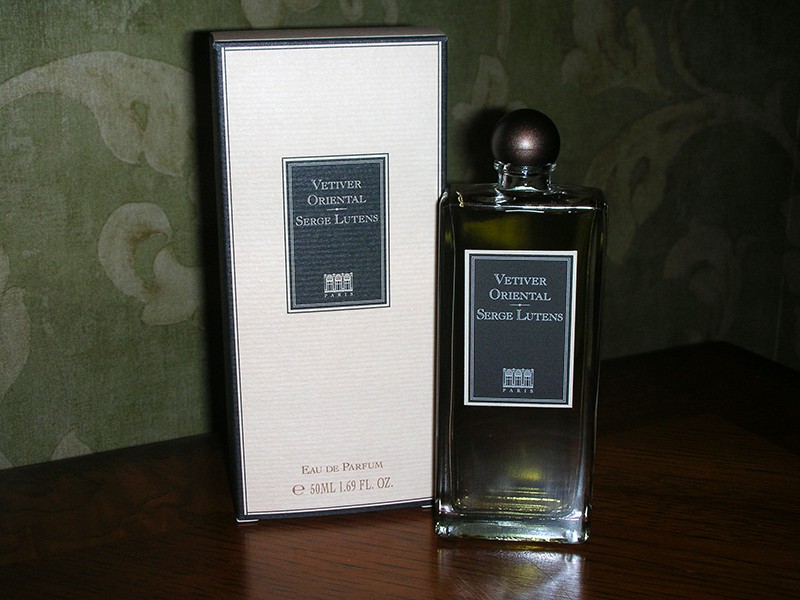 VETIVER
ORIENTAL
SERGE LUTENS
PARIS
EAU DE PARFUM
℮ 50ML 1.69 FL. OZ.
VETIVER
ORIENTAL
SERGE LUTENS
PARIS